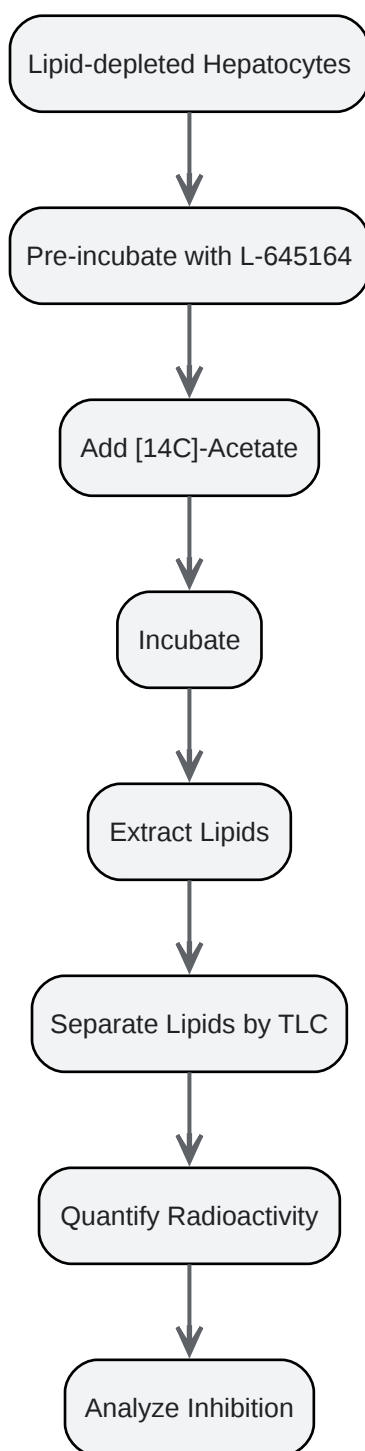 Lipid-depleted Hepatocytes
Pre-incubate with L-645164
Add [14C]-Acetate
Incubate
Extract Lipids
Separate Lipids by TLC
Quantify Radioactivity
Analyze Inhibition